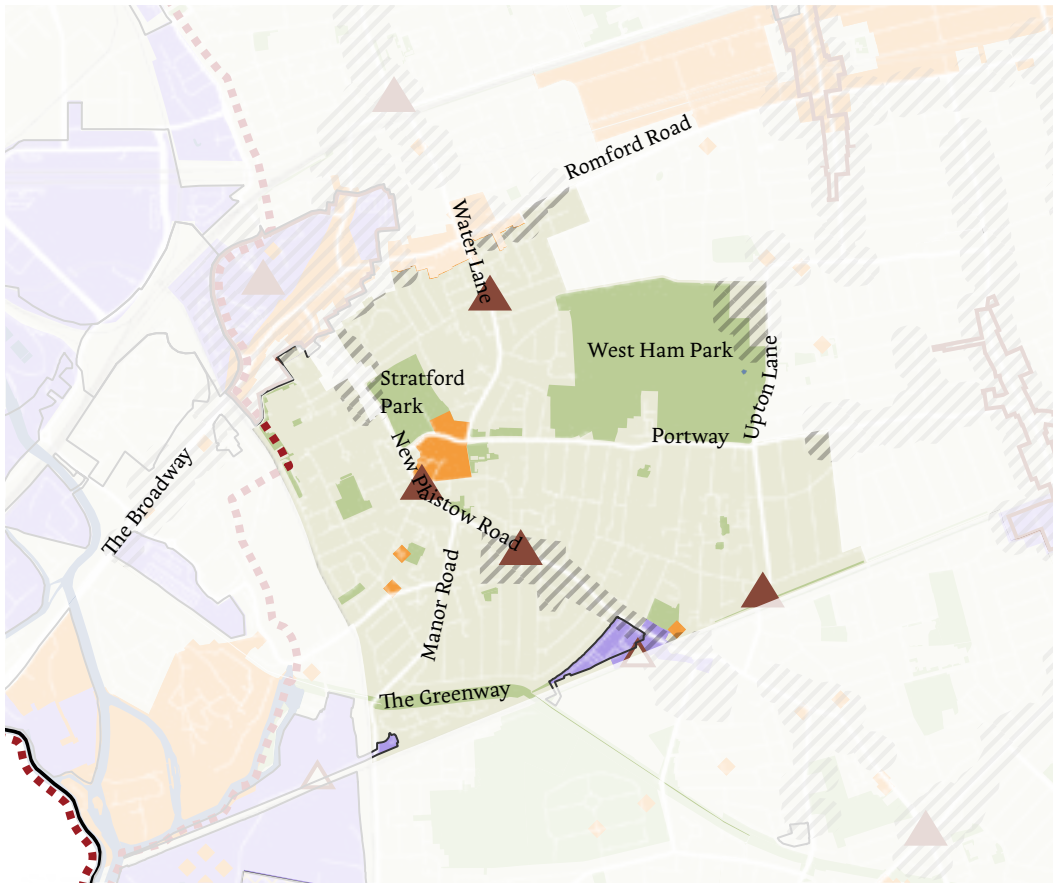 Romford Road
Water Lane
West Ham Park
Upton Lane
Stratford
Park
Portway
New Plaistow Road
The Broadway
Manor Road
The Greenway